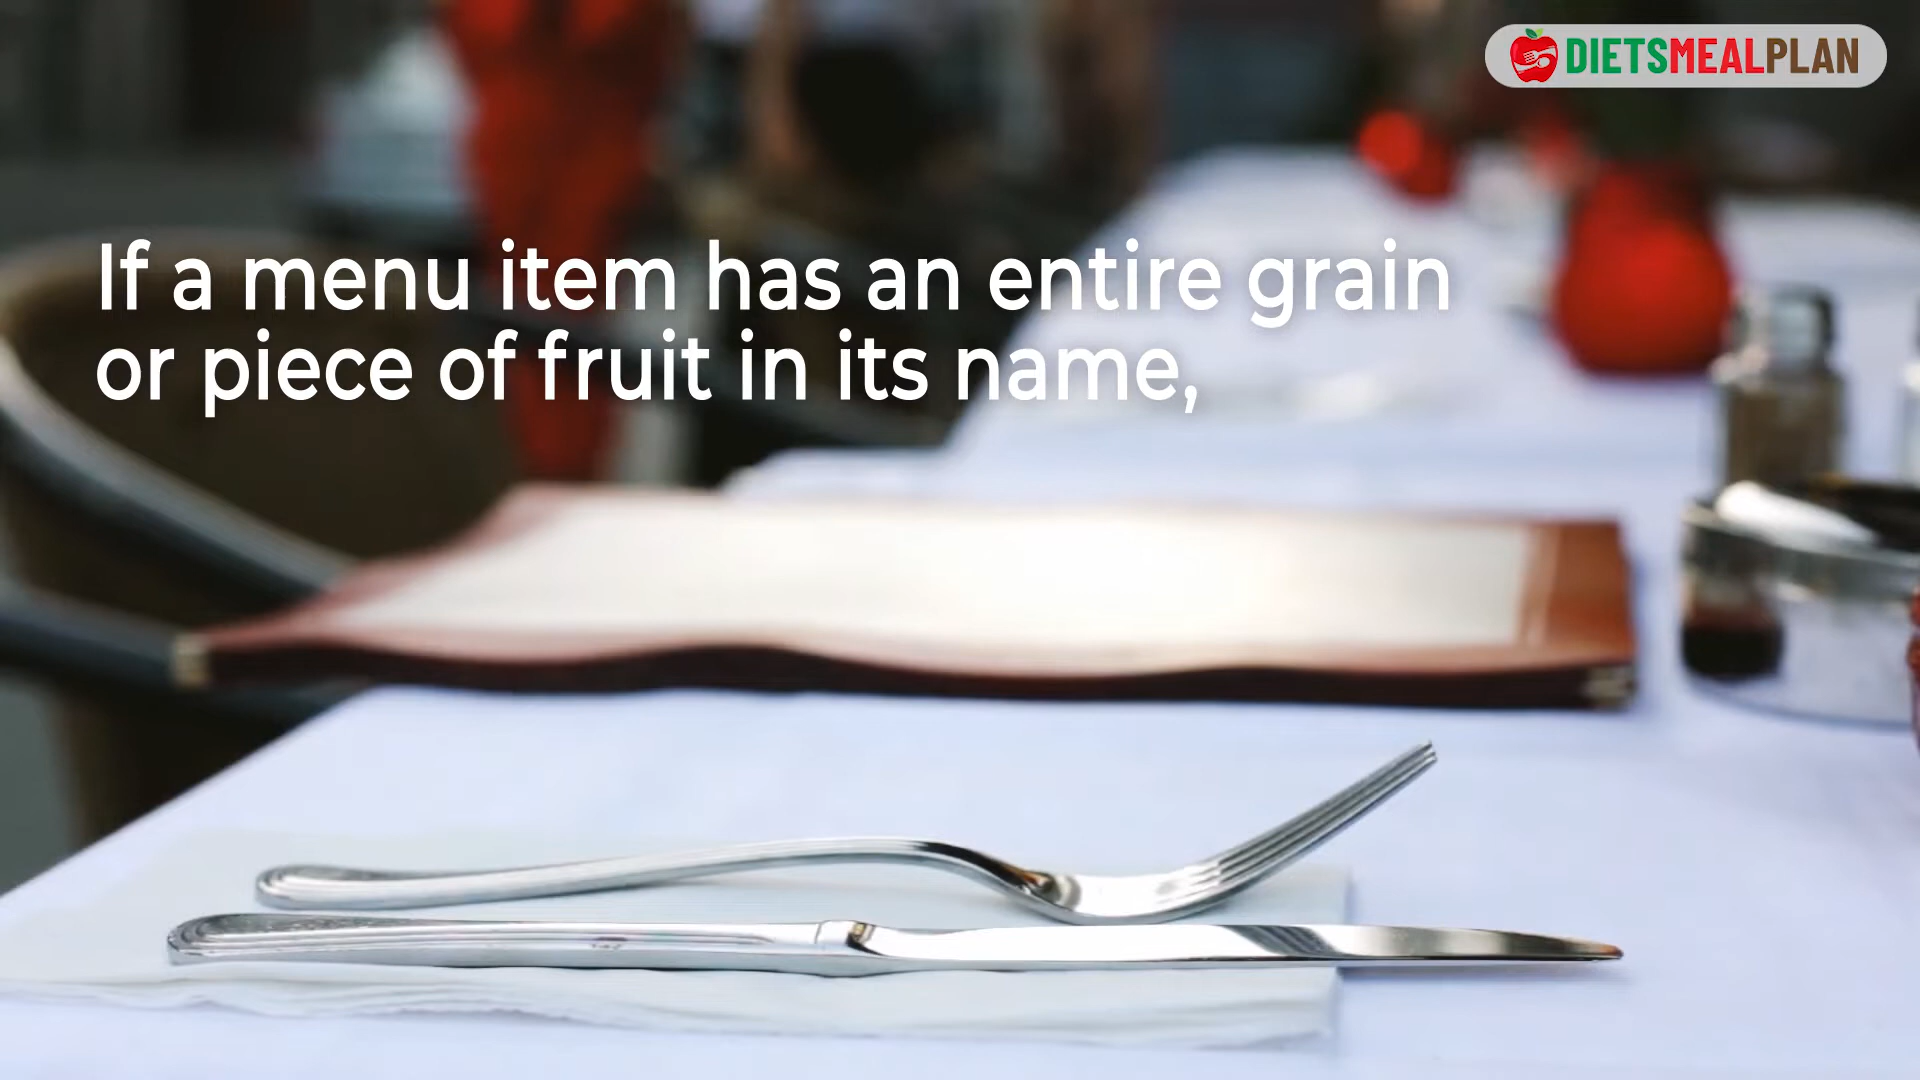 DIETSMEALPLAN
If a menu item has an entire grain
or piece of fruit in its name,